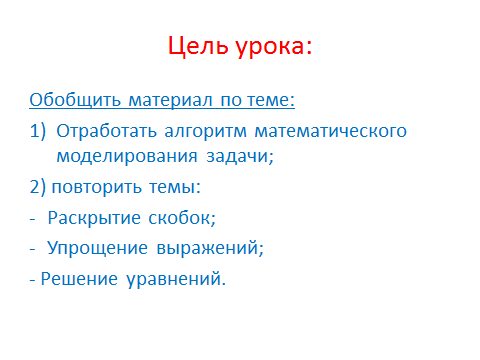 Цель урока:
Обобщить материал по теме:
1) Отработать алгоритм математического
моделирования задачи;
2) повторить темы:
- Раскрытие скобок;
- Упрощение выражений;
- Решение уравнений.